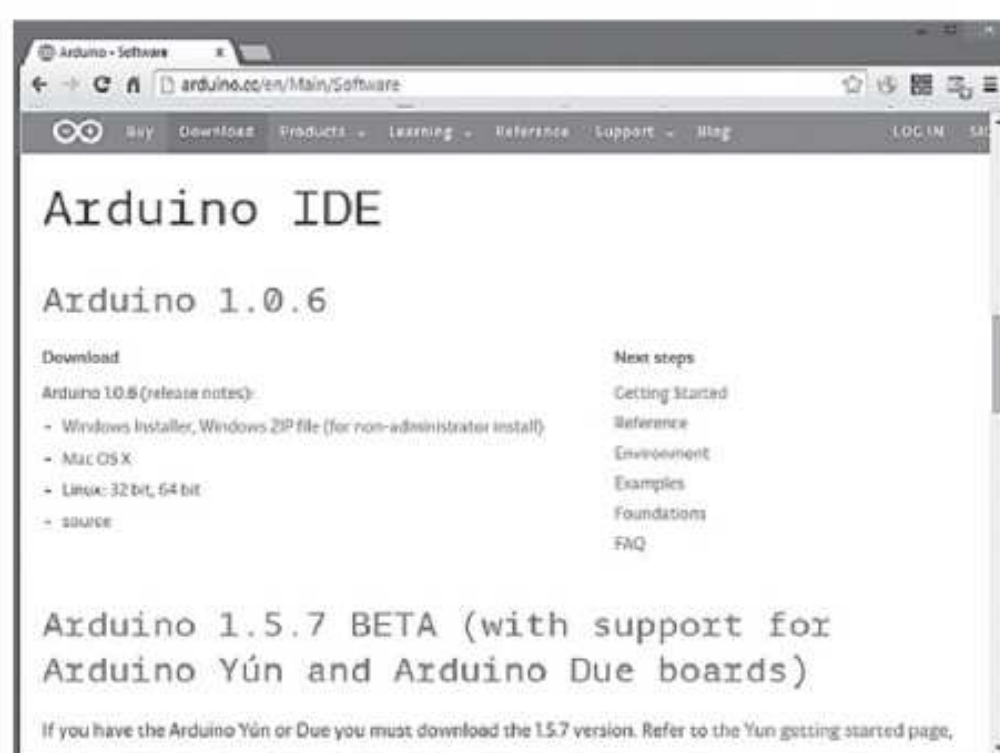 Arduino - Software x
arduino.cc/en/Main/Software
Buy Download Products Learning Reference Support Blog LOG IN
Arduino IDE
Arduino 1.0.6
Download
Arduino 1.0.6 (release notes):
- Windows Installer, Windows ZIP file (for non-administrator install)
- Mac OS X
- Linux: 32 bit, 64 bit
- source
Next steps
Getting Started
Reference
Environment
Examples
Foundations
FAQ
Arduino 1.5.7 BETA (with support for
Arduino Yún and Arduino Due boards)
If you have the Arduino Yún or Due you must download the 1.5.7 version. Refer to the Yun getting started page,